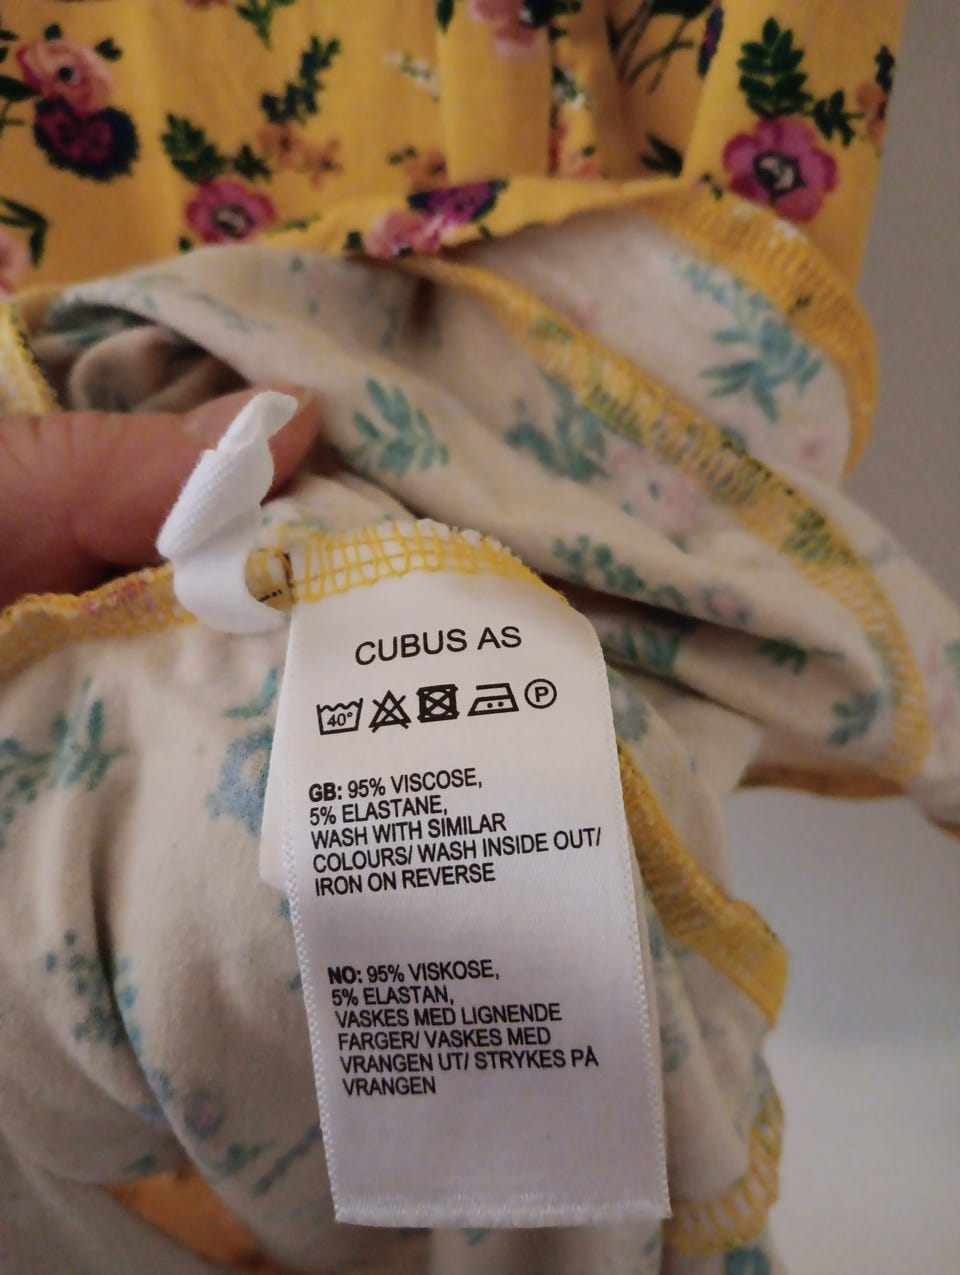 CUBUS AS
40° P
GB: 95% VISCOSE,
5% ELASTANE,
WASH WITH SIMILAR
COLOURS/ WASH INSIDE OUT/
IRON ON REVERSE
NO: 95% VISKOSE,
5% ELASTAN,
VASKES MED LIGNENDE
FARGER/ VASKES MED
VRANGEN UT/ STRYKES PÅ
VRANGEN